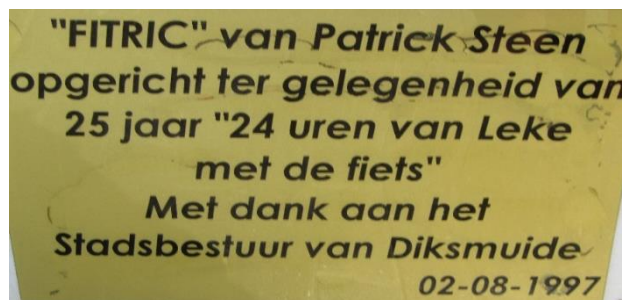 "FITRIC" van Patrick Steen
opgericht ter gelegenheid van
25 jaar "24 uren van Leke
met de fiets"
Met dank aan het
Stadsbestuur van Diksmuide
02-08-1997